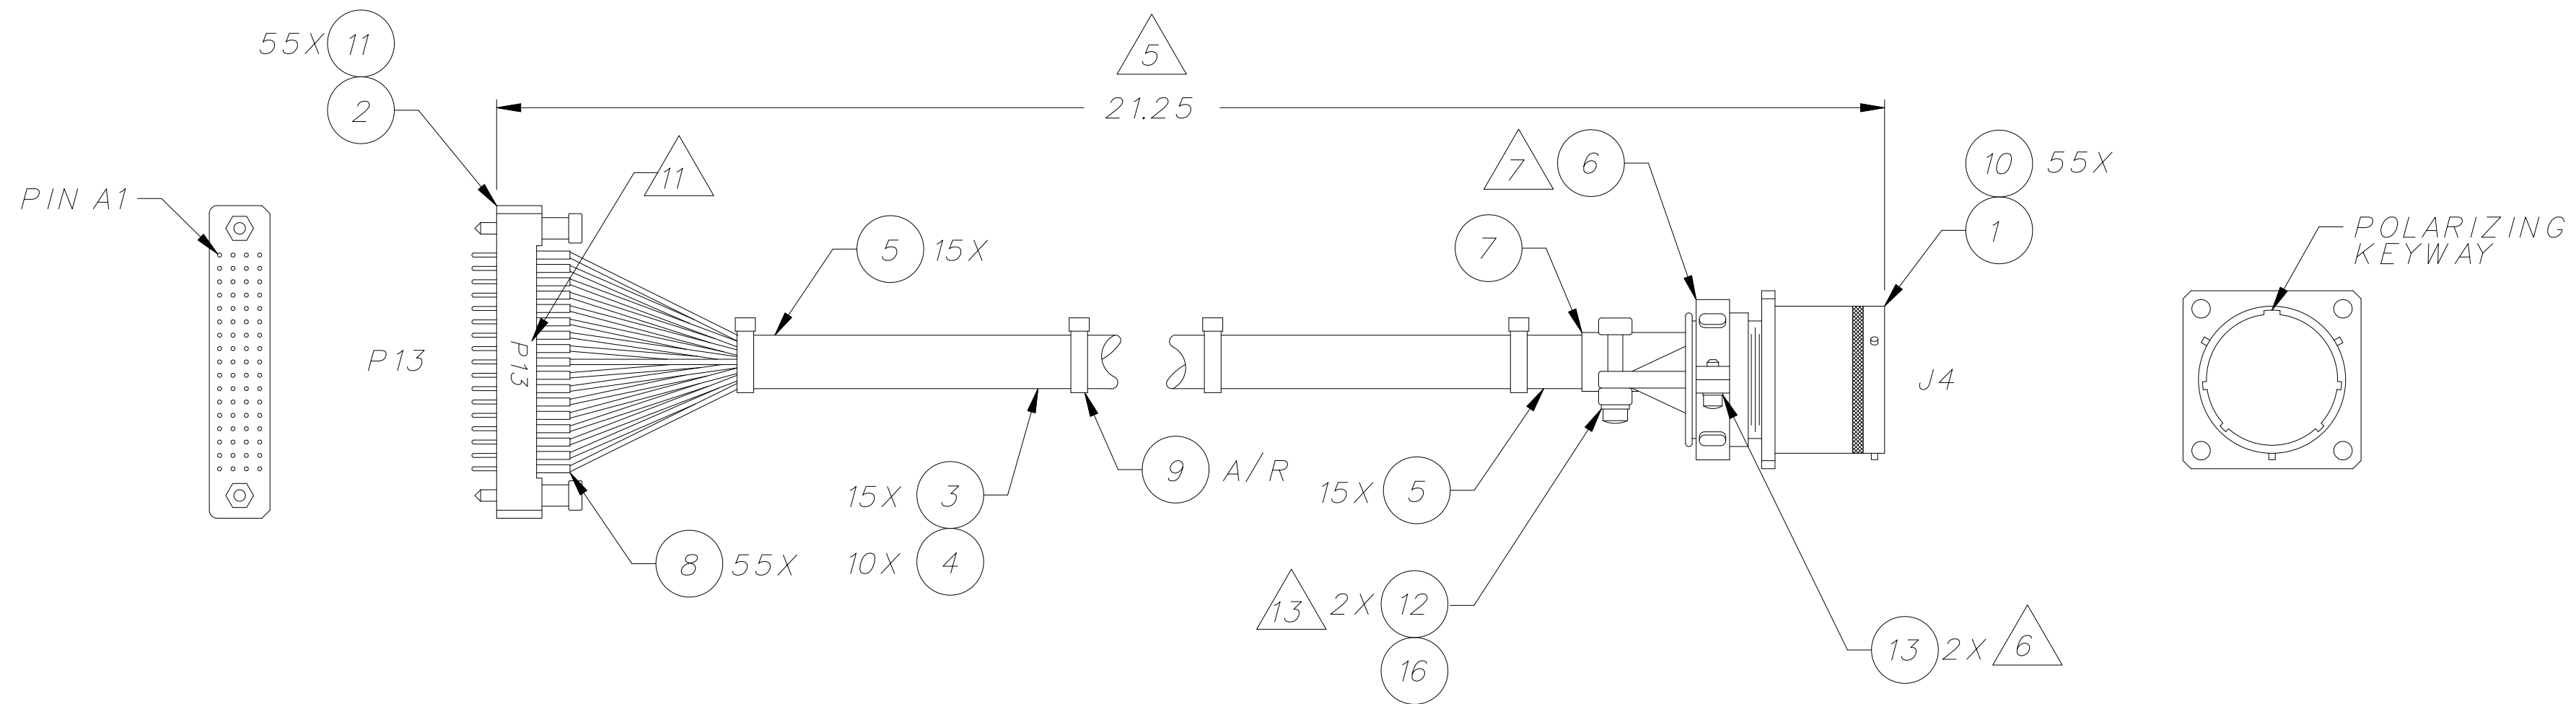 55X 11
2
5
21.25
11
7 6
10 55X
1
PIN A1
POLARIZING
KEYWAY
5 15X
7
P13
P13
J4
15X 3
10X 4
9 A/R
15X 5
8 55X
13 2X 12
16
13 2X 6